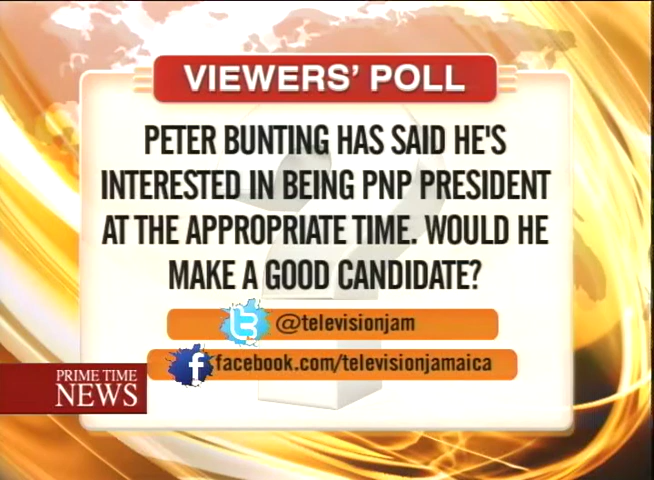 VIEWERS' POLL
PETER BUNTING HAS SAID HE'S
INTERESTED IN BEING PNP PRESIDENT
AT THE APPROPRIATE TIME. WOULD HE
MAKE A GOOD CANDIDATE?
@televisionjam
facebook.com/televisionjamaica
PRIME TIME
NEWS